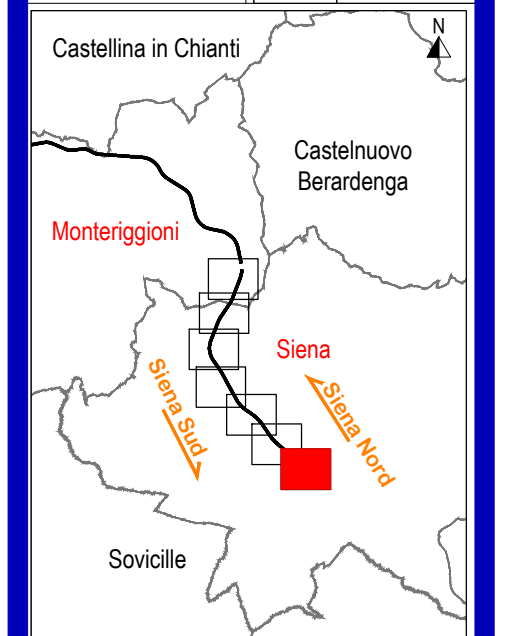 N
Castellina in Chianti
Castelnuovo
Berardenga
Monteriggioni
Siena
Siena Sud
Siena Nord
Sovicille